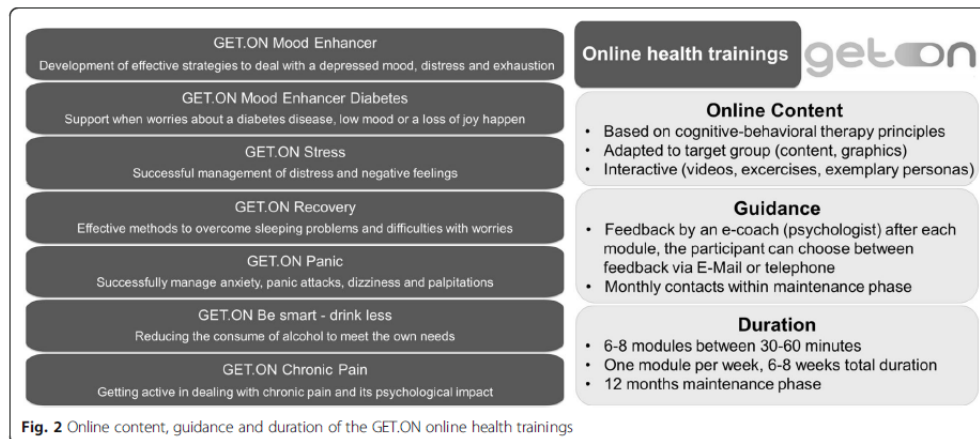 GET.ON Mood Enhancer
Development of effective strategies to deal with a depressed mood, distress and exhaustion
GET.ON Mood Enhancer Diabetes
Support when worries about a diabetes disease, low mood or a loss of joy happen
GET.ON Stress
Successful management of distress and negative feelings
GET.ON Recovery
Effective methods to overcome sleeping problems and difficulties with worries
GET.ON Panic
Successfully manage anxiety, panic attacks, dizziness and palpitations
GET.ON Be smart - drink less
Reducing the consume of alcohol to meet the own needs
GET.ON Chronic Pain
Getting active in dealing with chronic pain and its psychological impact
Online health trainings
get on
Online Content
• Based on cognitive-behavioral therapy principles
• Adapted to target group (content, graphics)
• Interactive (videos, excercises, exemplary personas)
Guidance
• Feedback by an e-coach (psychologist) after each
module, the participant can choose between
feedback via E-Mail or telephone
• Monthly contacts within maintenance phase
Duration
• 6-8 modules between 30-60 minutes
• One module per week, 6-8 weeks total duration
• 12 months maintenance phase
Fig. 2 Online content, guidance and duration of the GET.ON online health trainings